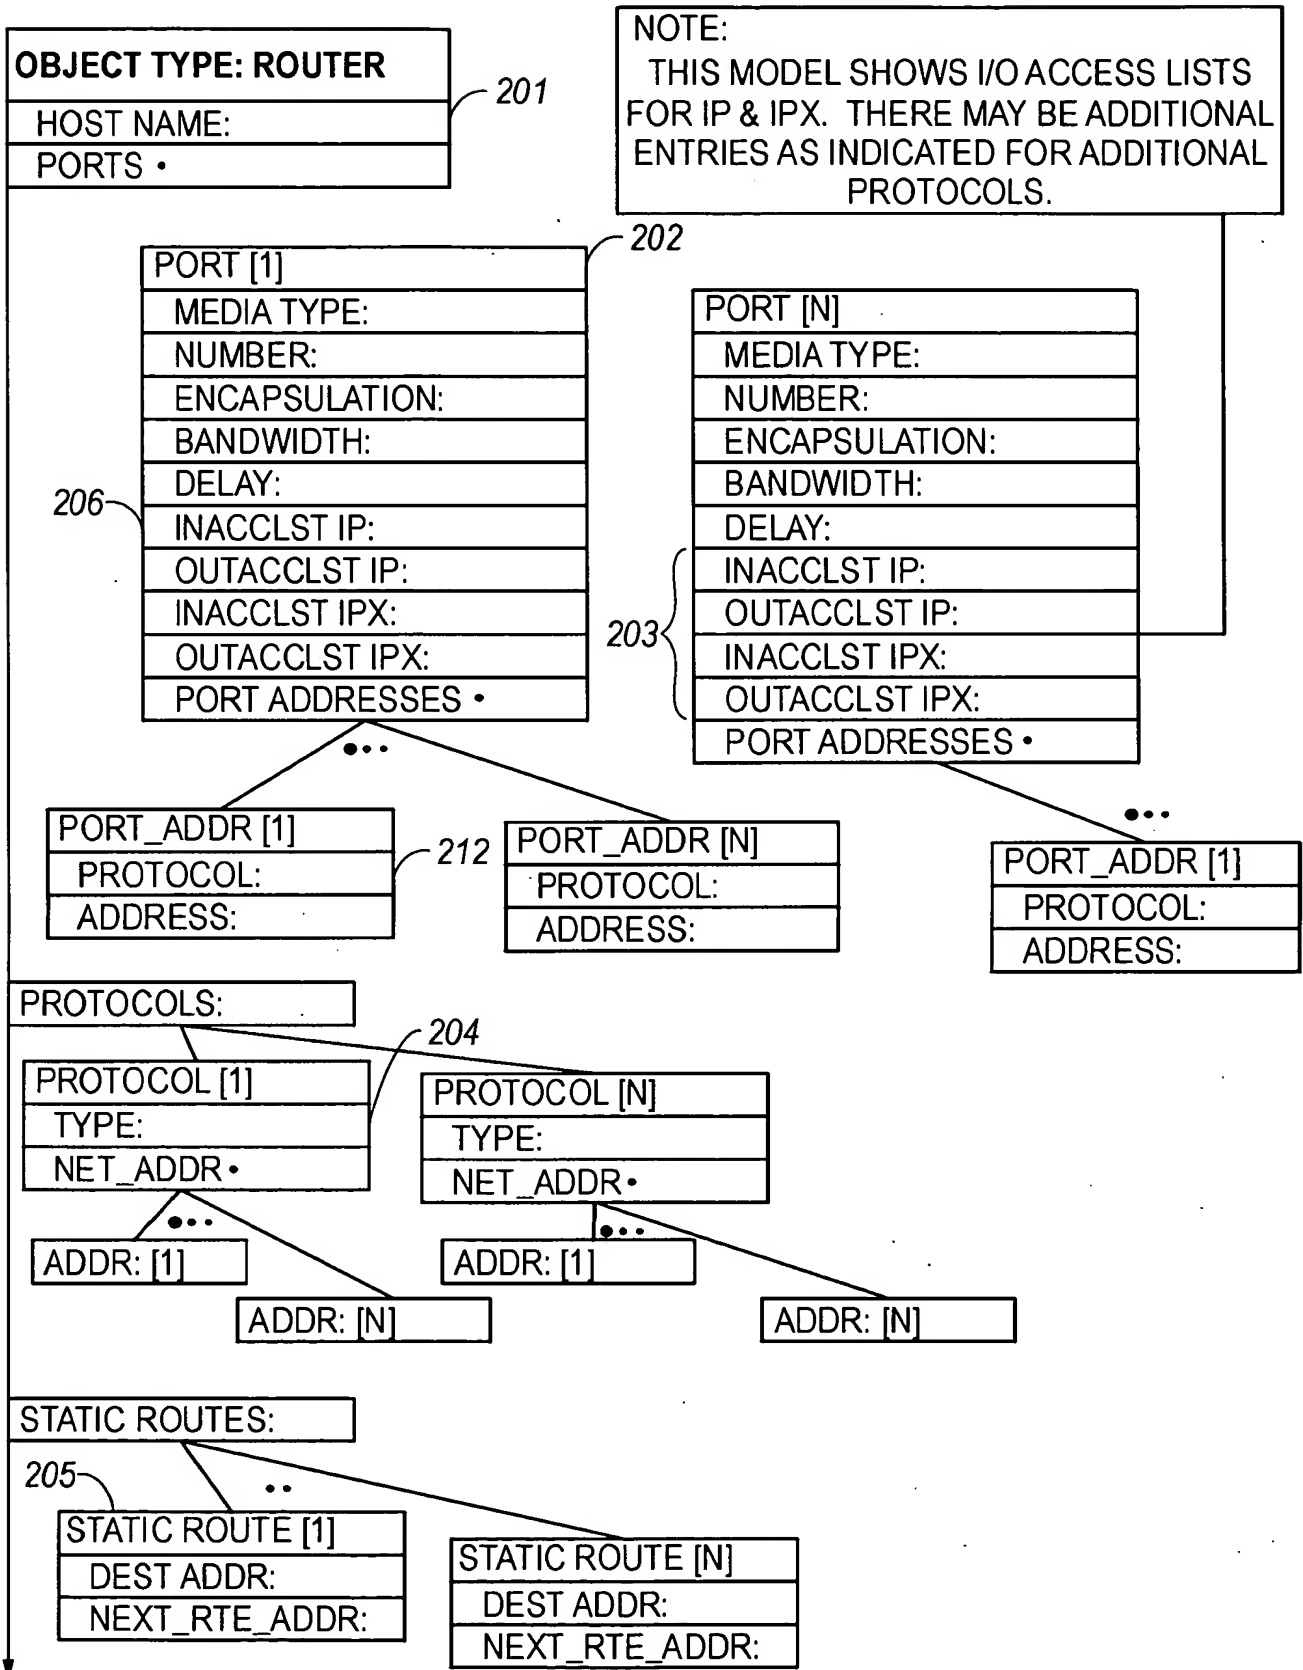 OBJECT TYPE: ROUTER
HOST NAME:
PORTS •
201
NOTE:
THIS MODEL SHOWS I/O ACCESS LISTS
FOR IP & IPX. THERE MAY BE ADDITIONAL
ENTRIES AS INDICATED FOR ADDITIONAL
PROTOCOLS.
202
PORT [1]
MEDIA TYPE:
NUMBER:
ENCAPSULATION:
BANDWIDTH:
DELAY:
INACCLST IP:
OUTACCLST IP:
INACCLST IPX:
OUTACCLST IPX:
PORT ADDRESSES •
206
PORT [N]
MEDIA TYPE:
NUMBER:
ENCAPSULATION:
BANDWIDTH:
DELAY:
INACCLST IP:
OUTACCLST IP:
INACCLST IPX:
OUTACCLST IPX:
PORT ADDRESSES •
203
PORT_ADDR [1]
PROTOCOL:
ADDRESS:
212
PORT_ADDR [N]
PROTOCOL:
ADDRESS:
PORT_ADDR [1]
PROTOCOL:
ADDRESS:
PROTOCOLS:
204
PROTOCOL [1]
TYPE:
NET_ADDR •
PROTOCOL [N]
TYPE:
NET_ADDR •
ADDR: [1]
ADDR: [N]
ADDR: [1]
ADDR: [N]
STATIC ROUTES:
205
STATIC ROUTE [1]
DEST ADDR:
NEXT_RTE_ADDR:
STATIC ROUTE [N]
DEST ADDR:
NEXT_RTE_ADDR: